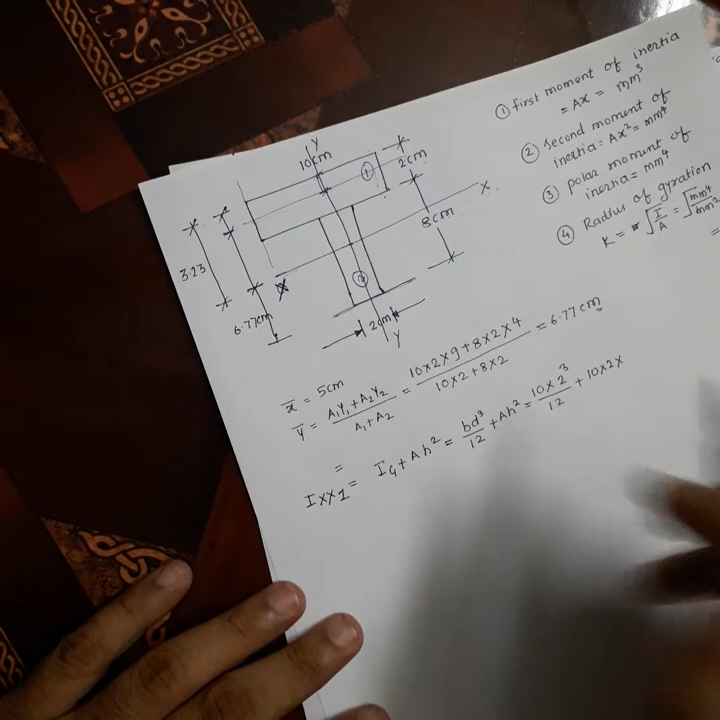 ① first moment of inertia
= AX = mm³
② second moment of
inertia = AX² = mm⁴
③ polar moment of
inertia = mm⁴
④ Radius of gyration
K = √I/A = √mm⁴/mm²
=
Y
10cm
①
2cm
X
8cm
3.23
6.77cm
②
2cm
Y
x̄ = 5cm
ȳ = A₁Y₁+A₂Y₂/A₁+A₂ = 10×2×9+8×2×4/10×2+8×2 = 6.77 cm
=
IXX1 = IG+Ah² = bd³/12 +Ah² = 10×2³/12 + 10×2×